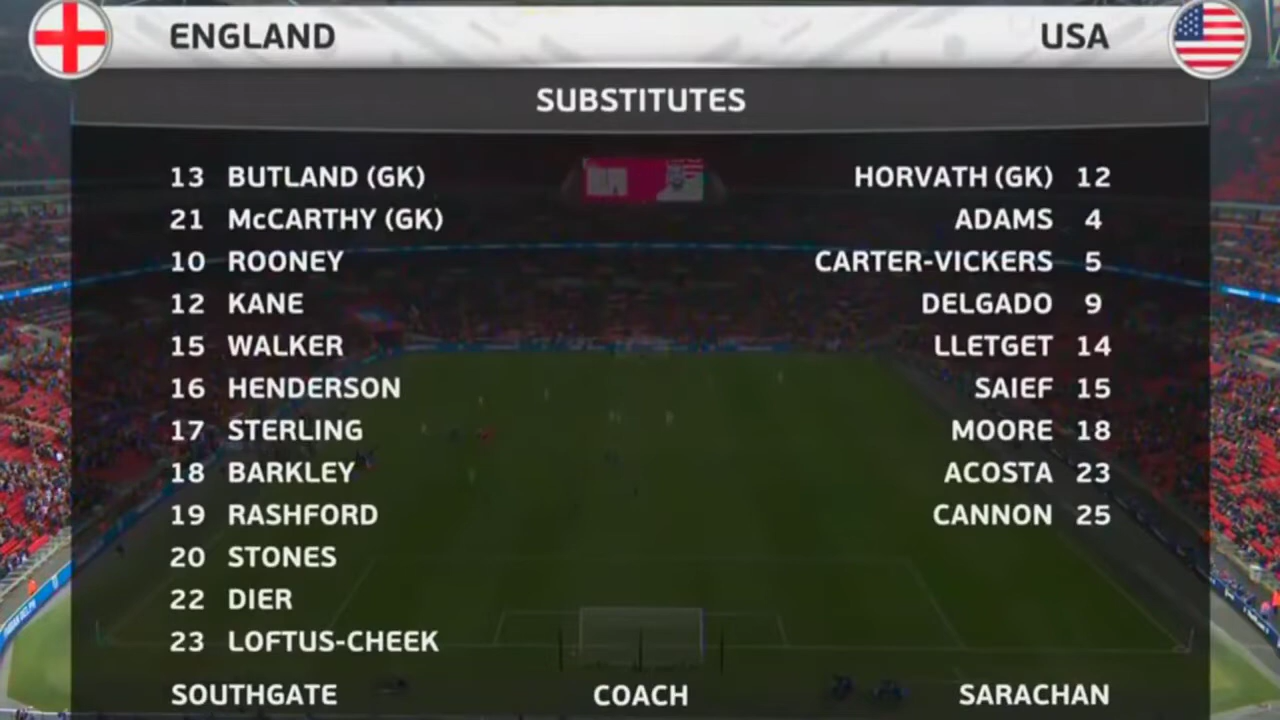 ENGLAND USA
SUBSTITUTES
13 BUTLAND (GK) HORVATH (GK) 12
21 McCARTHY (GK) ADAMS 4
10 ROONEY CARTER-VICKERS 5
12 KANE DELGADO 9
15 WALKER LLETGET 14
16 HENDERSON SAIEF 15
17 STERLING MOORE 18
18 BARKLEY ACOSTA 23
19 RASHFORD CANNON 25
20 STONES
22 DIER
23 LOFTUS-CHEEK
SOUTHGATE COACH SARACHAN